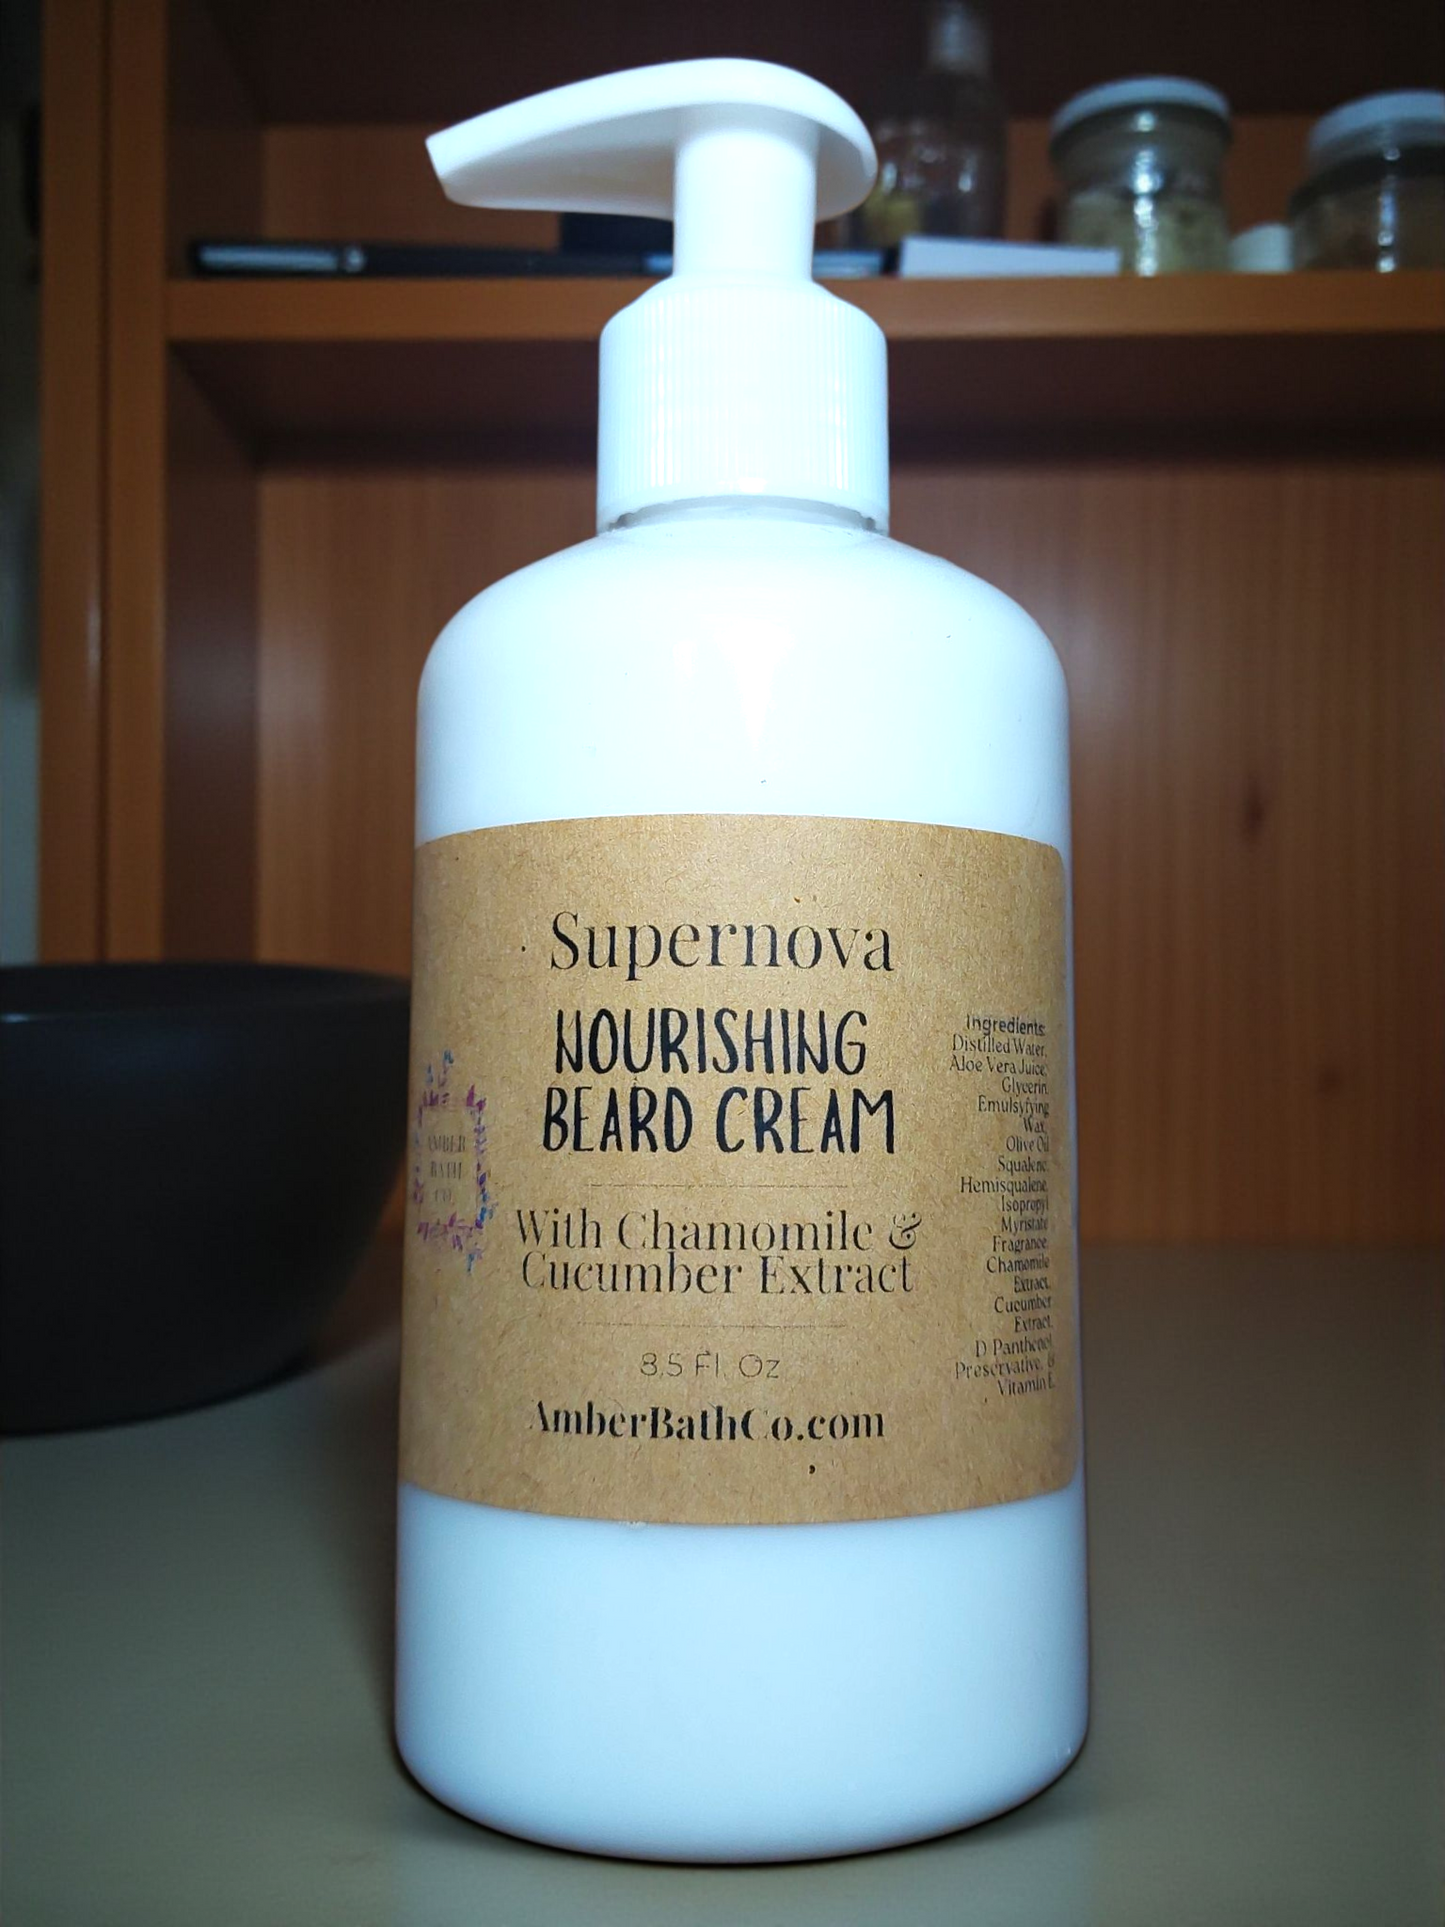 Supernova
NOURISHING
BEARD CREAM
With Chamomile &
Cucumber Extract
8.5 Fl. Oz
AmberBathCo.com
AMBER
BATH
CO.
Ingredients:
Distilled Water,
Aloe Vera Juice,
Glycerin,
Emulsyfying
Wax,
Olive Oil
Squalene,
Hemisqualene,
Isopropyl
Myristate
Fragrance,
Chamomile
Extract,
Cucumber
Extract,
D Panthenol,
Preservative, &
Vitamin E.